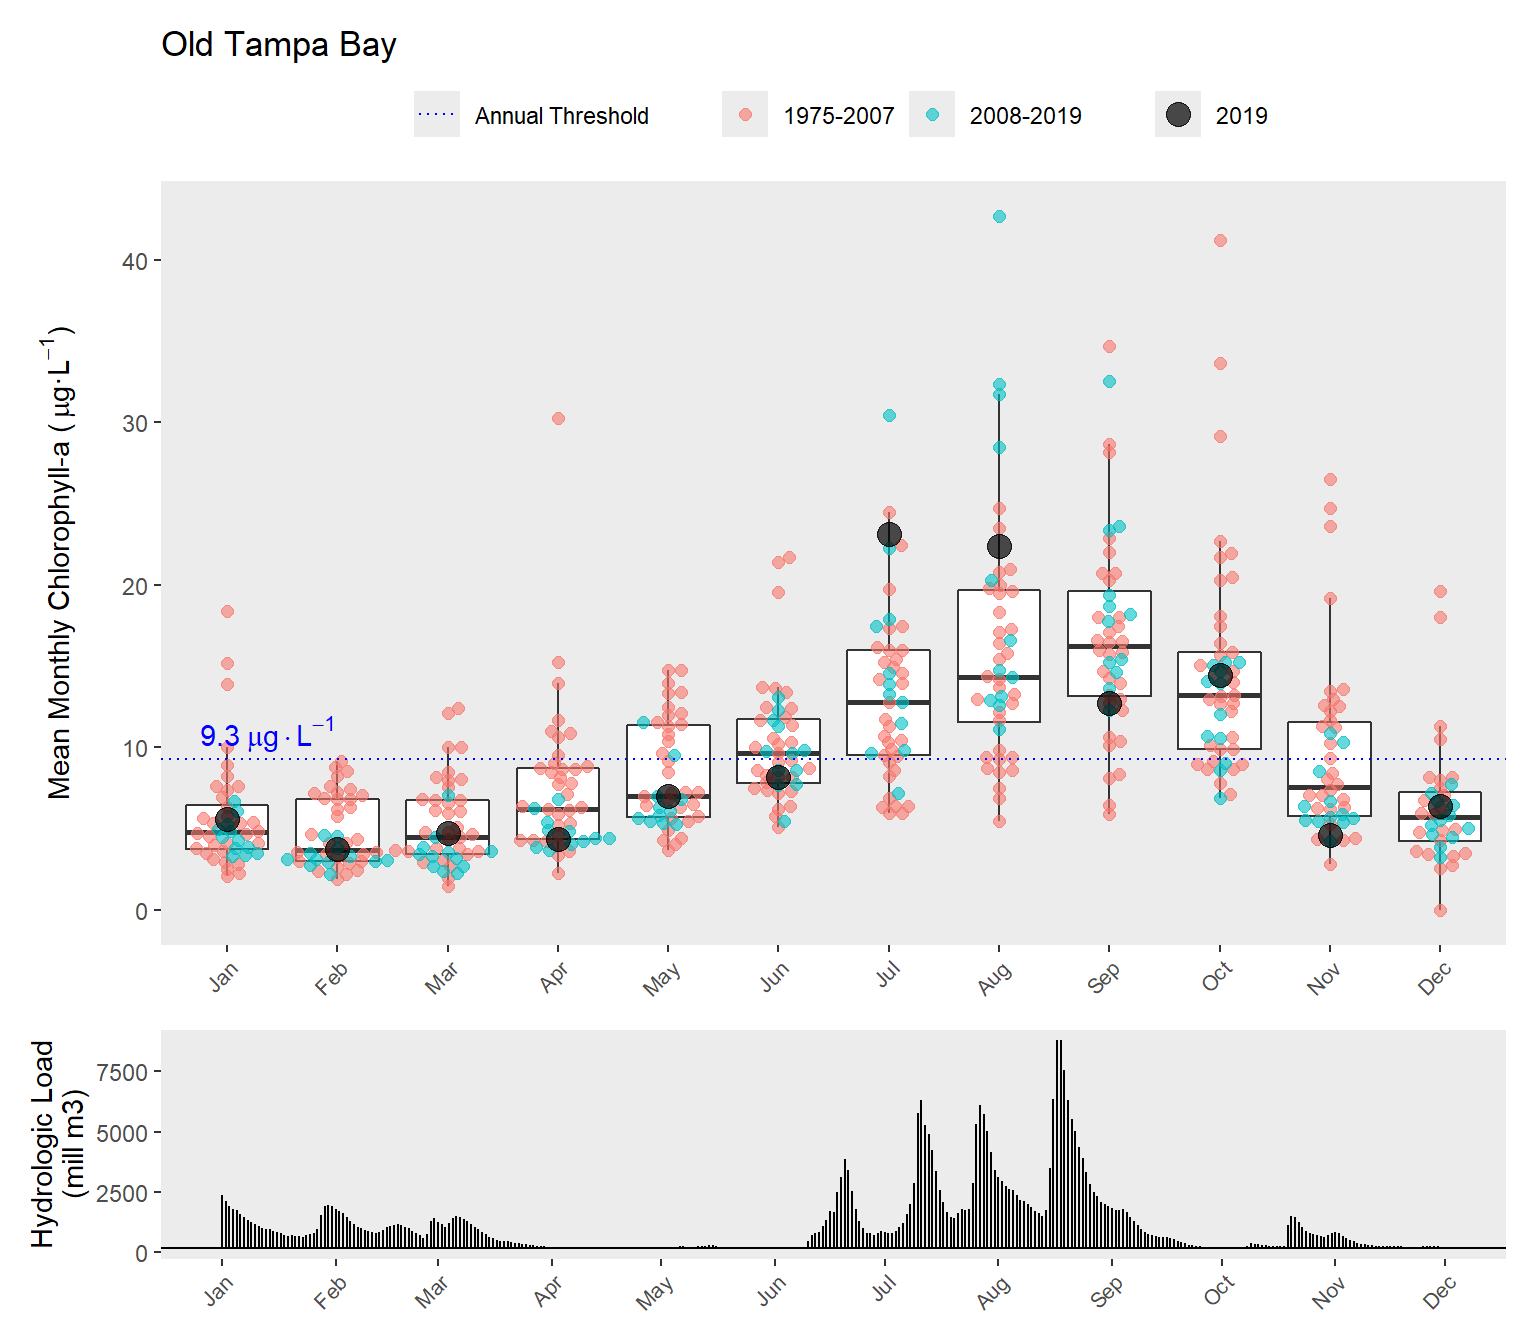 Old Tampa Bay
Annual Threshold
1975-2007
2008-2019
2019
Mean Monthly Chlorophyll-a ( µg·L⁻¹)
40
30
20
10
0
9.3 µg·L⁻¹
Jan
Feb
Mar
Apr
May
Jun
Jul
Aug
Sep
Oct
Nov
Dec
Hydrologic Load
(mill m3)
7500
5000
2500
0
Jan
Feb
Mar
Apr
May
Jun
Jul
Aug
Sep
Oct
Nov
Dec